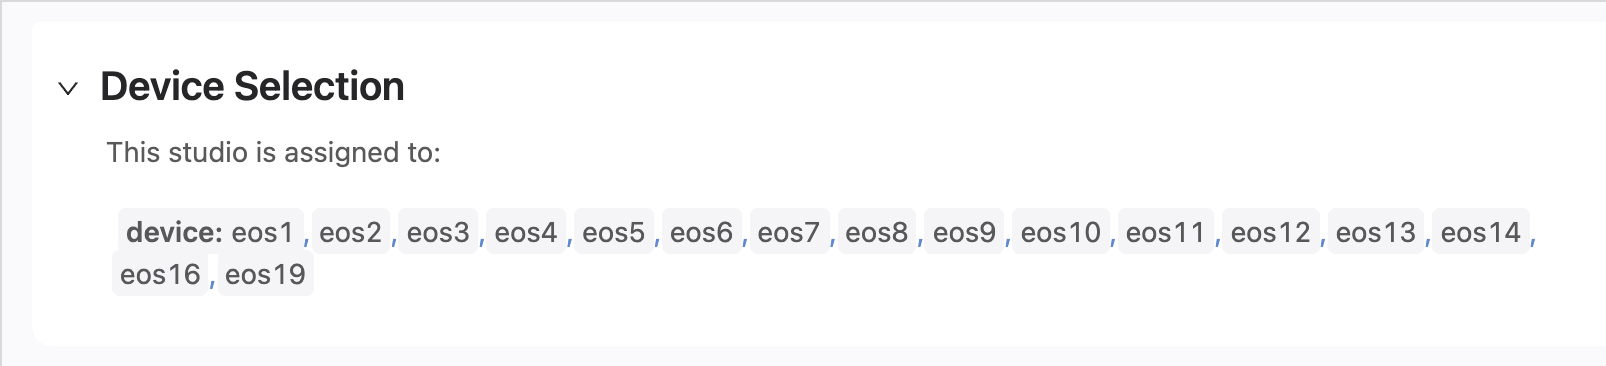 Device Selection
This studio is assigned to:
device: eos1 , eos2 , eos3 , eos4 , eos5 , eos6 , eos7 , eos8 , eos9 , eos10 , eos11 , eos12 , eos13 , eos14 ,
eos16 , eos19